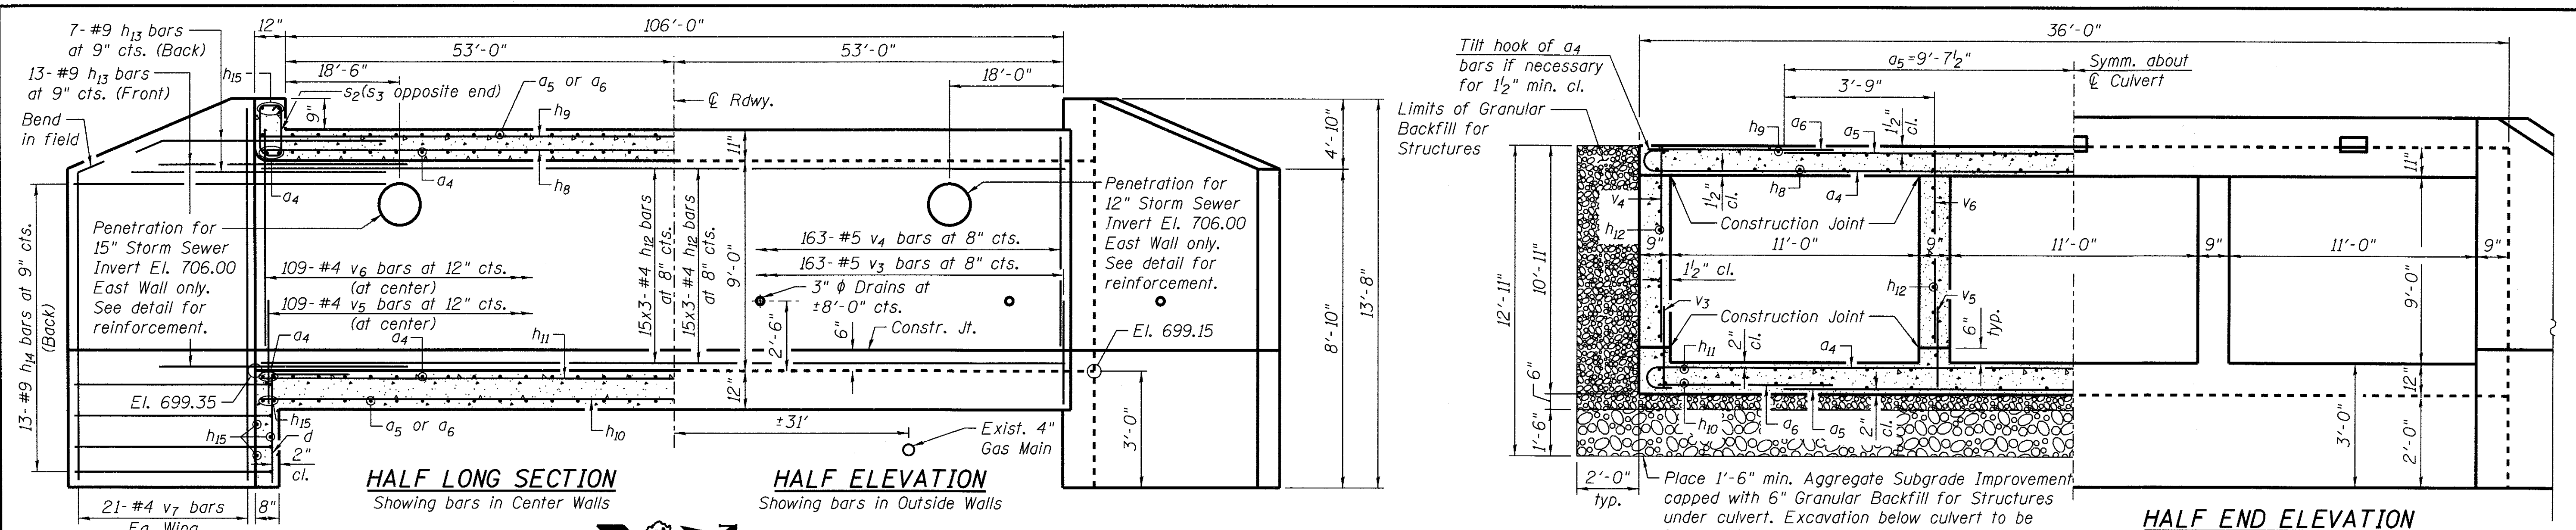 7- #9 h13 bars
at 9" cts. (Back)
13- #9 h13 bars
at 9" cts. (Front)
Bend
in field
h15
12"
106'-0"
53'-0"
53'-0"
18'-6"
18'-0"
s2(s3 opposite end)
a5 or a6
℄ Rdwy.
9"
h9
11"
4'-10"
a4
a4
h8
Penetration for
15" Storm Sewer
Invert El. 706.00
East Wall only.
See detail for
reinforcement.
Penetration for
12" Storm Sewer
Invert El. 706.00
East Wall only.
See detail for
reinforcement.
13- #9 h14 bars at 9" cts.
(Back)
109-#4 v6 bars at 12" cts.
(at center)
109-#4 v5 bars at 12" cts.
(at center)
15x3-#4 h12 bars
at 8" cts.
15x3-#4 h12 bars
at 8" cts.
9'-0"
163-#5 v4 bars at 8" cts.
163-#5 v3 bars at 8" cts.
3" ϕ Drains at
±8'-0" cts.
2'-6"
6"
Constr. Jt.
El. 699.15
13'-8"
8'-10"
a4
a4
h11
El. 699.35
12"
h15
h15
d
2"
cl.
a5 or a6
h10
±31'
Exist. 4"
Gas Main
3'-0"
21-#4 v7 bars
Ea. Wing
8"
HALF LONG SECTION
Showing bars in Center Walls
HALF ELEVATION
Showing bars in Outside Walls
36'-0"
Tilt hook of a4
bars if necessary
for 1½" min. cl.
a5=9'-7½"
Symm. about
℄ Culvert
3'-9"
Limits of Granular
Backfill for
Structures
h9
a6
a5
1½"
cl.
11"
h8
a4
1½"
cl.
v4
v6
Construction Joint
h12
9"
11'-0"
9"
11'-0"
9"
11'-0"
9"
1½" cl.
12'-11"
10'-11"
9'-0"
h12
v3
v5
Construction Joint
6"
typ.
h11
2"
cl.
a4
12"
6"
h10
a6
a5
2"
cl.
3'-0"
2'-0"
1'-6"
2'-0"
typ.
Place 1'-6" min. Aggregate Subgrade Improvement
capped with 6" Granular Backfill for Structures
under culvert. Excavation below culvert to be
HALF END ELEVATION